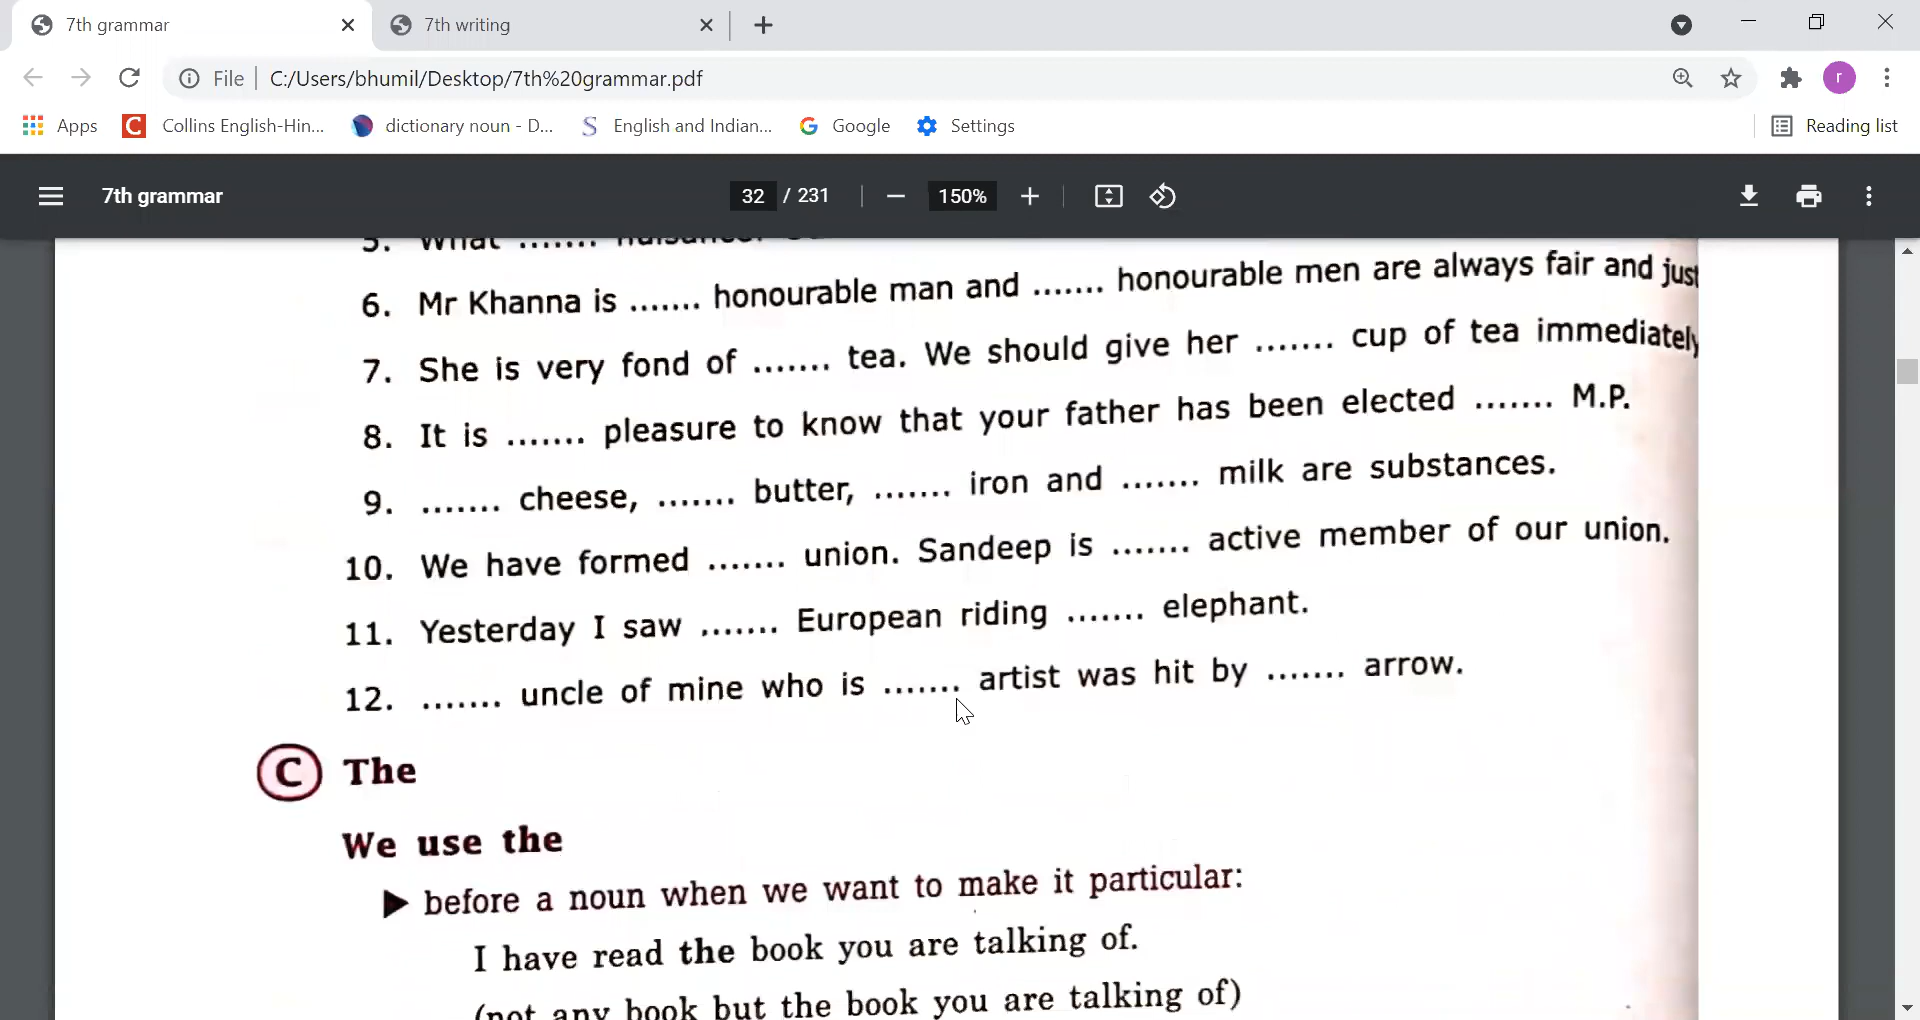 7th grammar
7th writing
File C:/Users/bhumil/Desktop/7th%20grammar.pdf
r
Apps Collins English-Hin... dictionary noun - D... English and Indian... Google Settings Reading list
7th grammar 32 / 231 150%
5. What .......
6. Mr Khanna is ....... honourable man and ....... honourable men are always fair and just
7. She is very fond of ....... tea. We should give her ....... cup of tea immediately
8. It is ....... pleasure to know that your father has been elected ....... M.P.
9. ....... cheese, ....... butter, ....... iron and ....... milk are substances.
10. We have formed ....... union. Sandeep is ....... active member of our union.
11. Yesterday I saw ....... European riding ....... elephant.
12. ....... uncle of mine who is ....... artist was hit by ....... arrow.
C The
We use the
▶ before a noun when we want to make it particular:
I have read the book you are talking of.
(not any book but the book you are talking of)